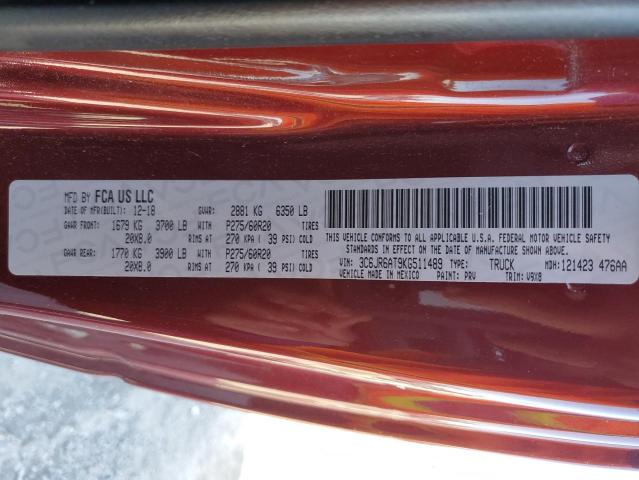 MFD BY FCA US LLC
DATE OF MFR(BUILT): 12-18 GVWR: 2881 KG 6350 LB
GAWR FRONT: 1679 KG 3700 LB WITH P275/60R20 TIRES
20X8.0 RIMS AT 270 KPA ( 39 PSI) COLD
GAWR REAR: 1770 KG 3900 LB WITH P275/60R20 TIRES
20X8.0 RIMS AT 270 KPA ( 39 PSI) COLD
THIS VEHICLE CONFORMS TO ALL APPLICABLE U.S.A. FEDERAL MOTOR VEHICLE SAFETY
STANDARDS IN EFFECT ON THE DATE OF MANUFACTURE SHOWN ABOVE.
VIN: 3C6JR6AT9KG511489 TYPE: TRUCK MDH: 121423 476AA
VEHICLE MADE IN MEXICO PAINT: PRV TRIM: V9X8